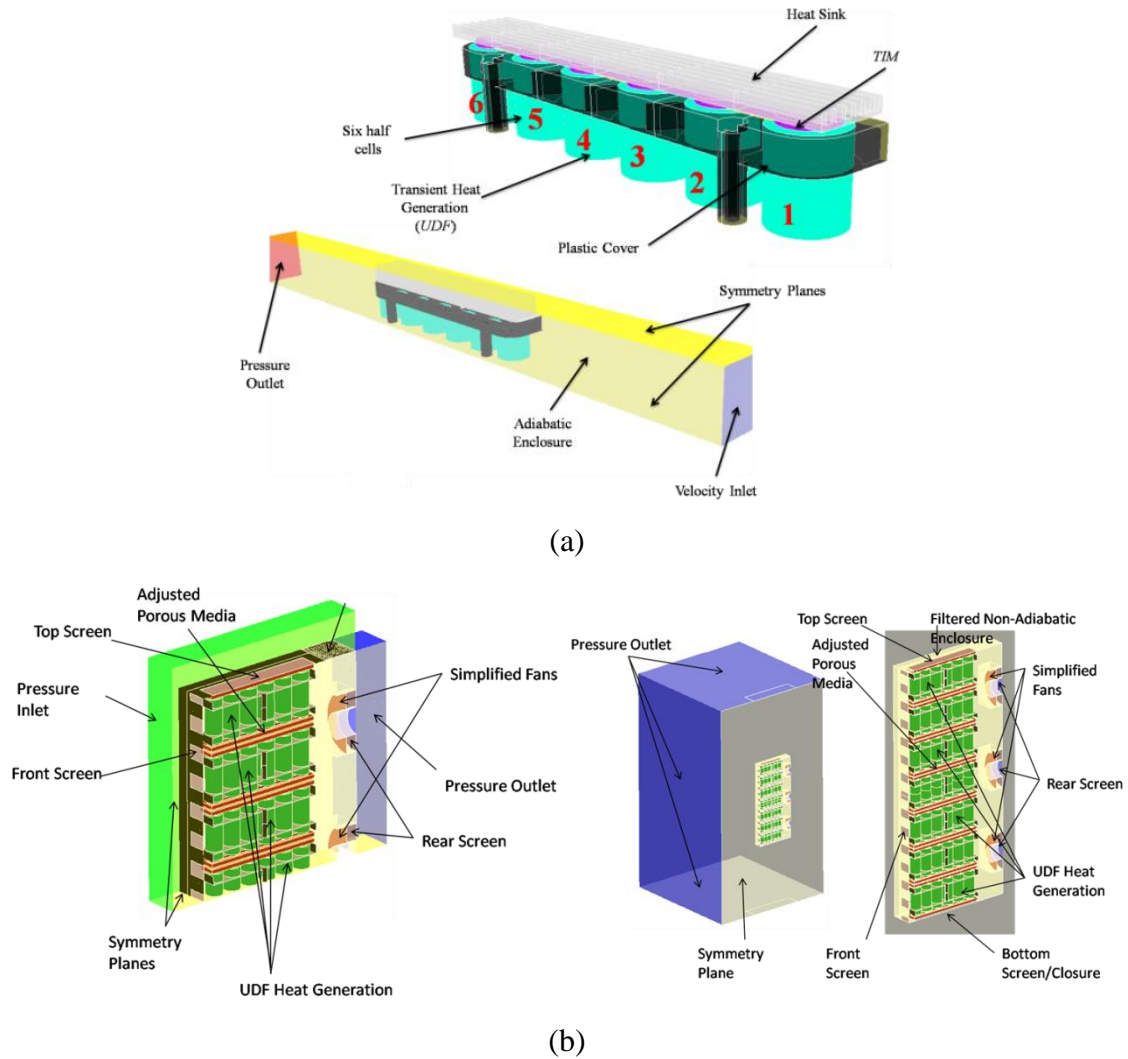 Heat Sink
TIM
6
5
4
3
2
1
Six half
cells
Transient Heat
Generation
(UDF)
Plastic Cover
Symmetry Planes
Pressure
Outlet
Adiabatic
Enclosure
Velocity Inlet
(a)
Adjusted
Porous Media
Top Screen
Simplified Fans
Pressure
Inlet
Front Screen
Pressure Outlet
Rear Screen
Symmetry
Planes
UDF Heat Generation
Pressure Outlet
Top Screen
Filtered Non-Adiabatic
Enclosure
Adjusted
Porous
Media
Simplified
Fans
Rear Screen
UDF Heat
Generation
Symmetry
Plane
Front
Screen
Bottom
Screen/Closure
(b)